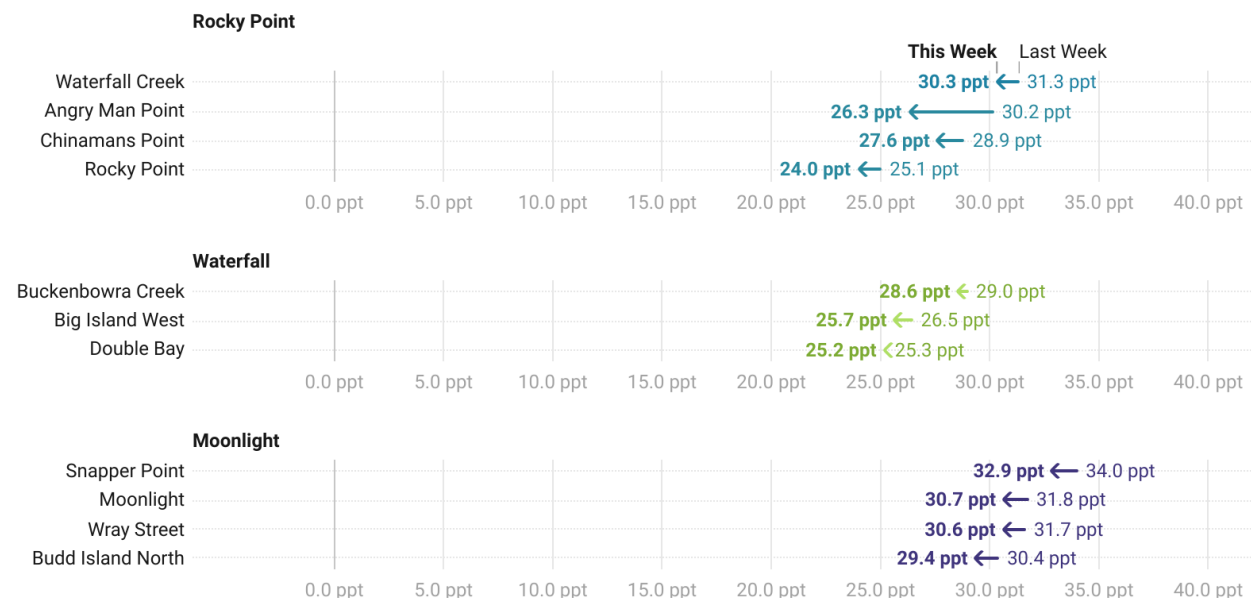 Rocky Point
This Week Last Week
Waterfall Creek 30.3 ppt 31.3 ppt
Angry Man Point 26.3 ppt 30.2 ppt
Chinamans Point 27.6 ppt 28.9 ppt
Rocky Point 24.0 ppt 25.1 ppt
0.0 ppt 5.0 ppt 10.0 ppt 15.0 ppt 20.0 ppt 25.0 ppt 30.0 ppt 35.0 ppt 40.0 ppt
Waterfall
Buckenbowra Creek 28.6 ppt 29.0 ppt
Big Island West 25.7 ppt 26.5 ppt
Double Bay 25.2 ppt 25.3 ppt
0.0 ppt 5.0 ppt 10.0 ppt 15.0 ppt 20.0 ppt 25.0 ppt 30.0 ppt 35.0 ppt 40.0 ppt
Moonlight
Snapper Point 32.9 ppt 34.0 ppt
Moonlight 30.7 ppt 31.8 ppt
Wray Street 30.6 ppt 31.7 ppt
Budd Island North 29.4 ppt 30.4 ppt
0.0 ppt 5.0 ppt 10.0 ppt 15.0 ppt 20.0 ppt 25.0 ppt 30.0 ppt 35.0 ppt 40.0 ppt